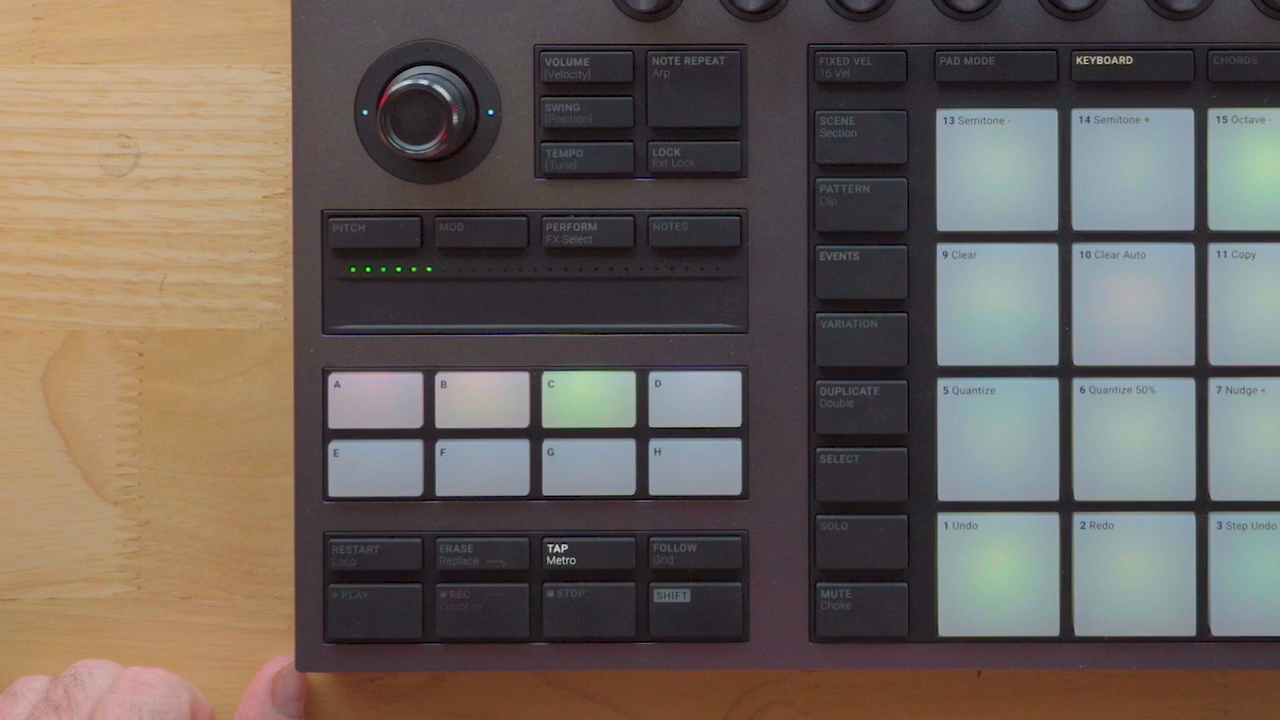 VOLUME
[Velocity]
NOTE REPEAT
Arp
SWING
[Position]
TEMPO
[Tune]
LOCK
Ext Lock
PITCH
MOD
PERFORM
FX Select
NOTES
A
B
C
D
E
F
G
H
RESTART
Loop
ERASE
Replace
TAP
Metro
FOLLOW
Grid
PLAY
REC
Count-In
STOP
SHIFT
FIXED VEL
16 Vel
PAD MODE
KEYBOARD
CHORDS
SCENE
Section
PATTERN
Clip
EVENTS
VARIATION
DUPLICATE
Double
SELECT
SOLO
MUTE
Choke
13 Semitone -
14 Semitone +
15 Octave -
9 Clear
10 Clear Auto
11 Copy
5 Quantize
6 Quantize 50%
7 Nudge <
1 Undo
2 Redo
3 Step Undo